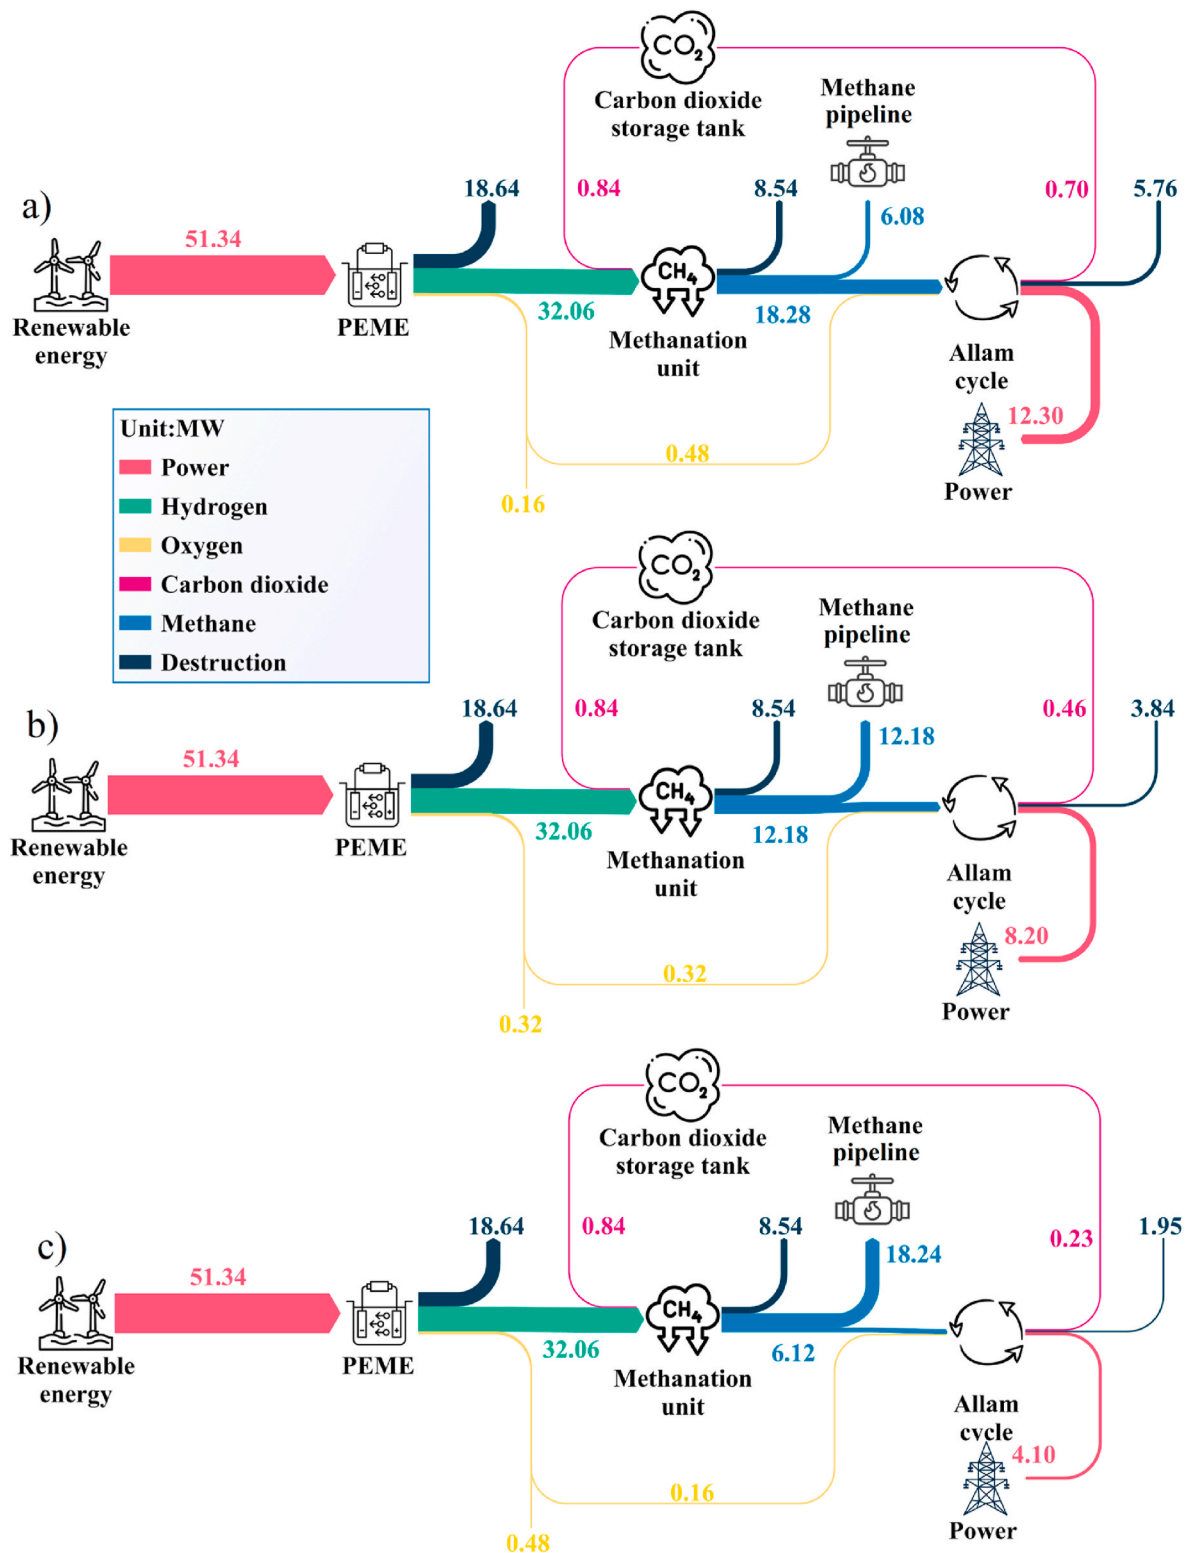 CO2
Carbon dioxide
storage tank
Methane
pipeline
a)
18.64
0.84
8.54
6.08
0.70
5.76
51.34
CH4
Renewable
energy
PEME
32.06
Methanation
unit
18.28
Allam
cycle
12.30
Power
0.48
0.16
Unit:MW
Power
Hydrogen
Oxygen
Carbon dioxide
Methane
Destruction
CO2
Carbon dioxide
storage tank
Methane
pipeline
b)
18.64
0.84
8.54
12.18
0.46
3.84
51.34
CH4
Renewable
energy
PEME
32.06
Methanation
unit
12.18
Allam
cycle
8.20
Power
0.32
0.32
CO2
Carbon dioxide
storage tank
Methane
pipeline
c)
18.64
0.84
8.54
18.24
0.23
1.95
51.34
CH4
Renewable
energy
PEME
32.06
Methanation
unit
6.12
Allam
cycle
4.10
Power
0.16
0.48